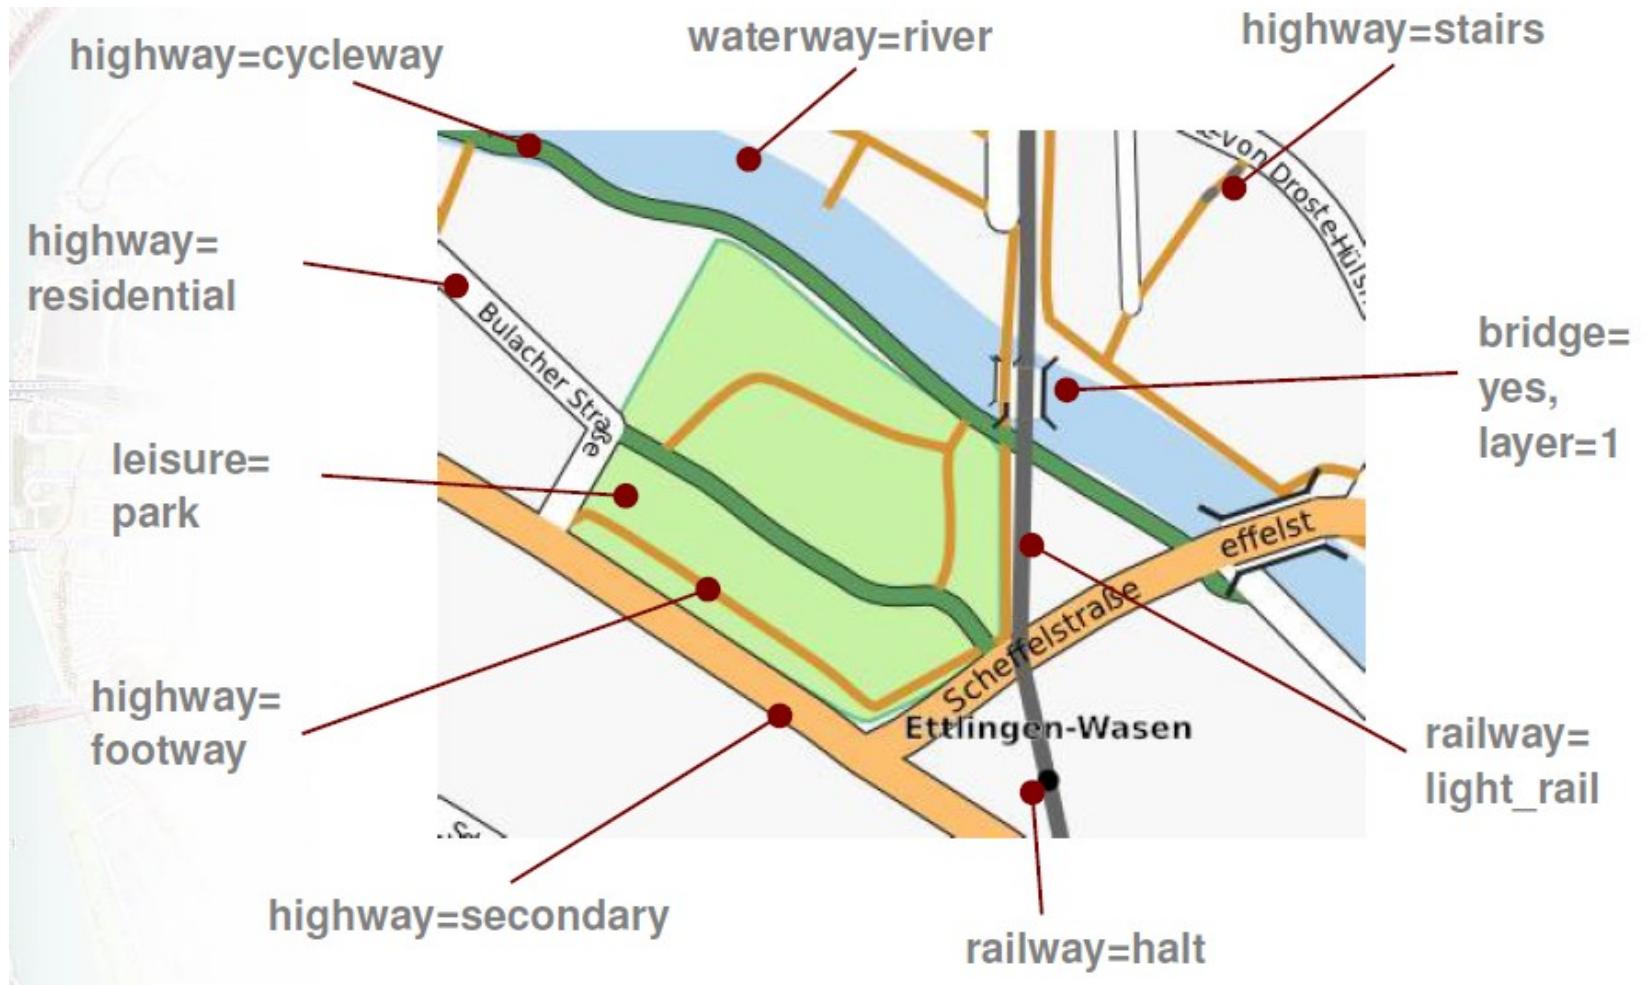 highway=cycleway
waterway=river
highway=stairs
e-von Droste-Hülsh
highway=
residential
Bulacher Straße
bridge=
yes,
layer=1
leisure=
park
effelst
Scheffelstraße
highway=
footway
Ettlingen-Wasen
railway=
light_rail
highway=secondary
railway=halt